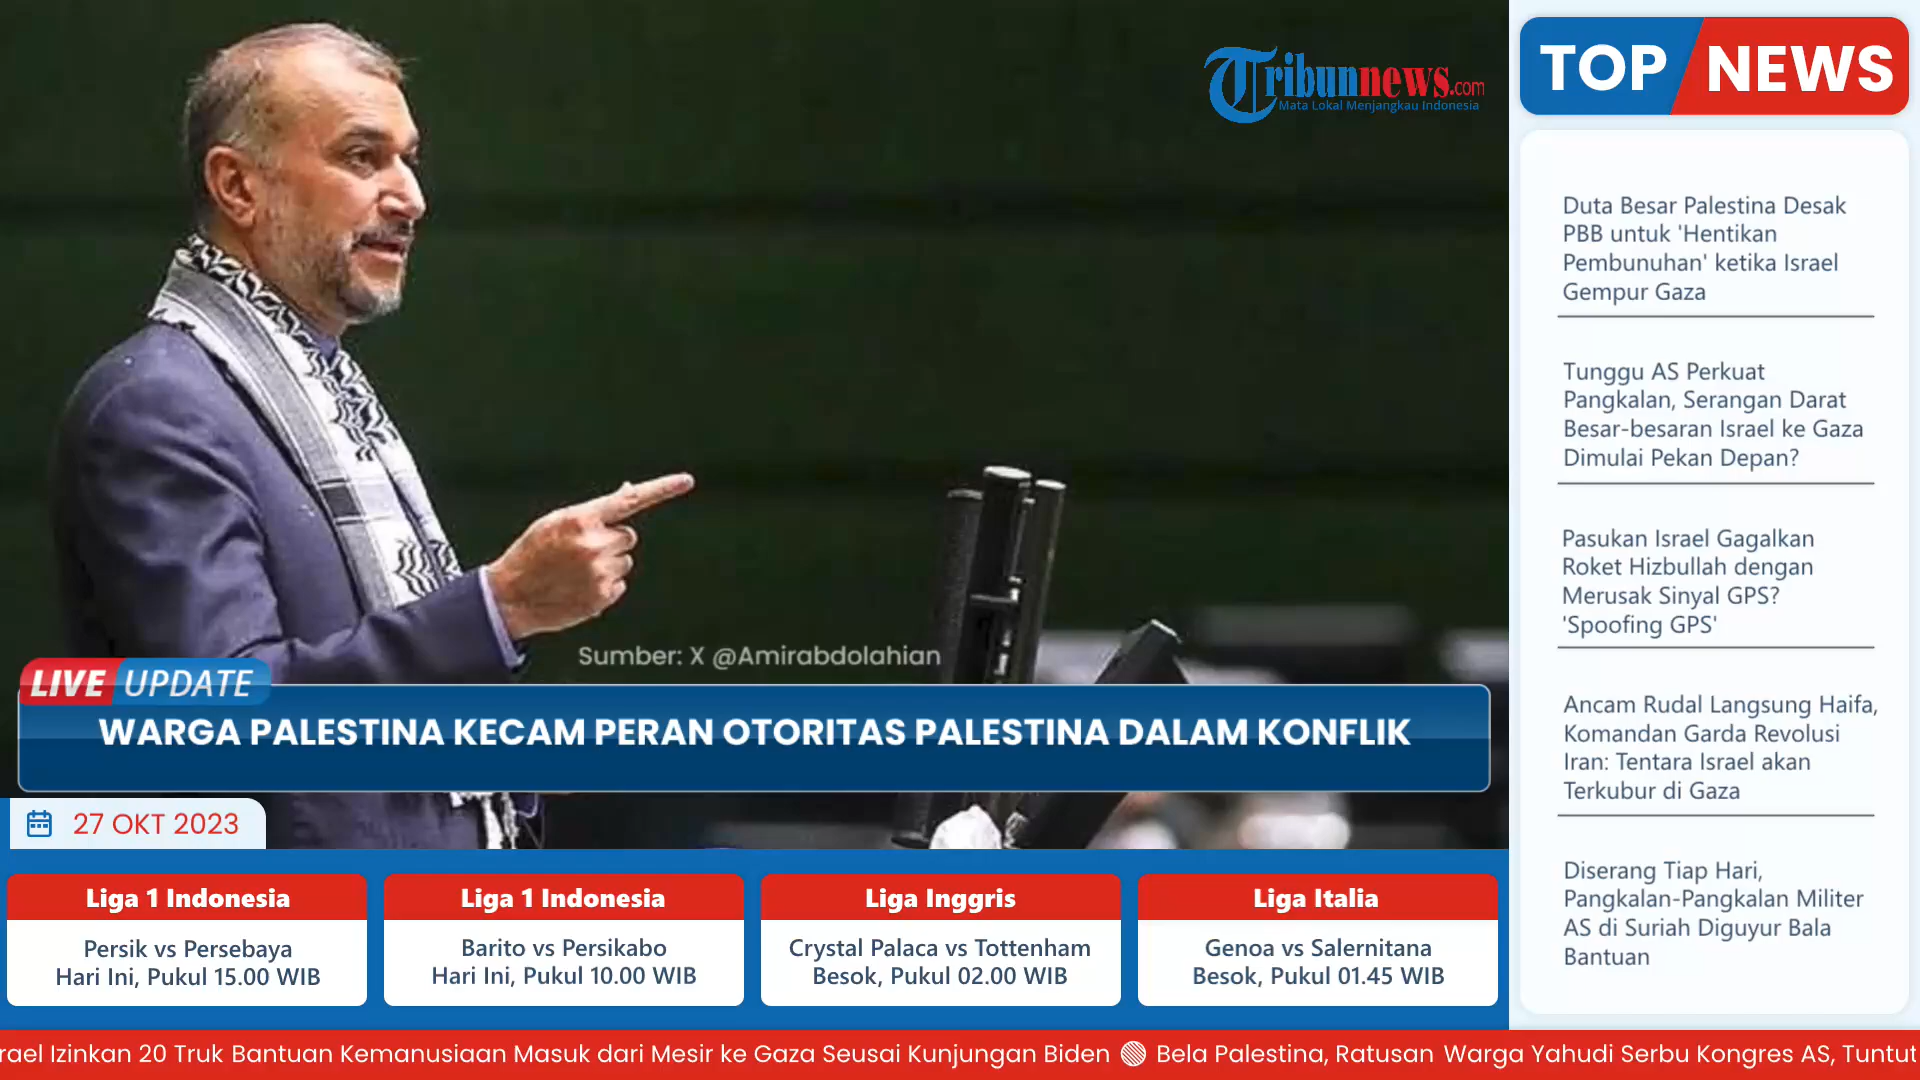 Tribunnews.com
Mata Lokal Menjangkau Indonesia
Sumber: X @Amirabdolahian
LIVE UPDATE
WARGA PALESTINA KECAM PERAN OTORITAS PALESTINA DALAM KONFLIK
27 OKT 2023
Liga 1 Indonesia
Persik vs Persebaya
Hari Ini, Pukul 15.00 WIB
Liga 1 Indonesia
Barito vs Persikabo
Hari Ini, Pukul 10.00 WIB
Liga Inggris
Crystal Palaca vs Tottenham
Besok, Pukul 02.00 WIB
Liga Italia
Genoa vs Salernitana
Besok, Pukul 01.45 WIB
TOP NEWS
Duta Besar Palestina Desak
PBB untuk 'Hentikan
Pembunuhan' ketika Israel
Gempur Gaza
Tunggu AS Perkuat
Pangkalan, Serangan Darat
Besar-besaran Israel ke Gaza
Dimulai Pekan Depan?
Pasukan Israel Gagalkan
Roket Hizbullah dengan
Merusak Sinyal GPS?
'Spoofing GPS'
Ancam Rudal Langsung Haifa,
Komandan Garda Revolusi
Iran: Tentara Israel akan
Terkubur di Gaza
Diserang Tiap Hari,
Pangkalan-Pangkalan Militer
AS di Suriah Diguyur Bala
Bantuan
rael Izinkan 20 Truk Bantuan Kemanusiaan Masuk dari Mesir ke Gaza Seusai Kunjungan Biden Bela Palestina, Ratusan Warga Yahudi Serbu Kongres AS, Tuntut